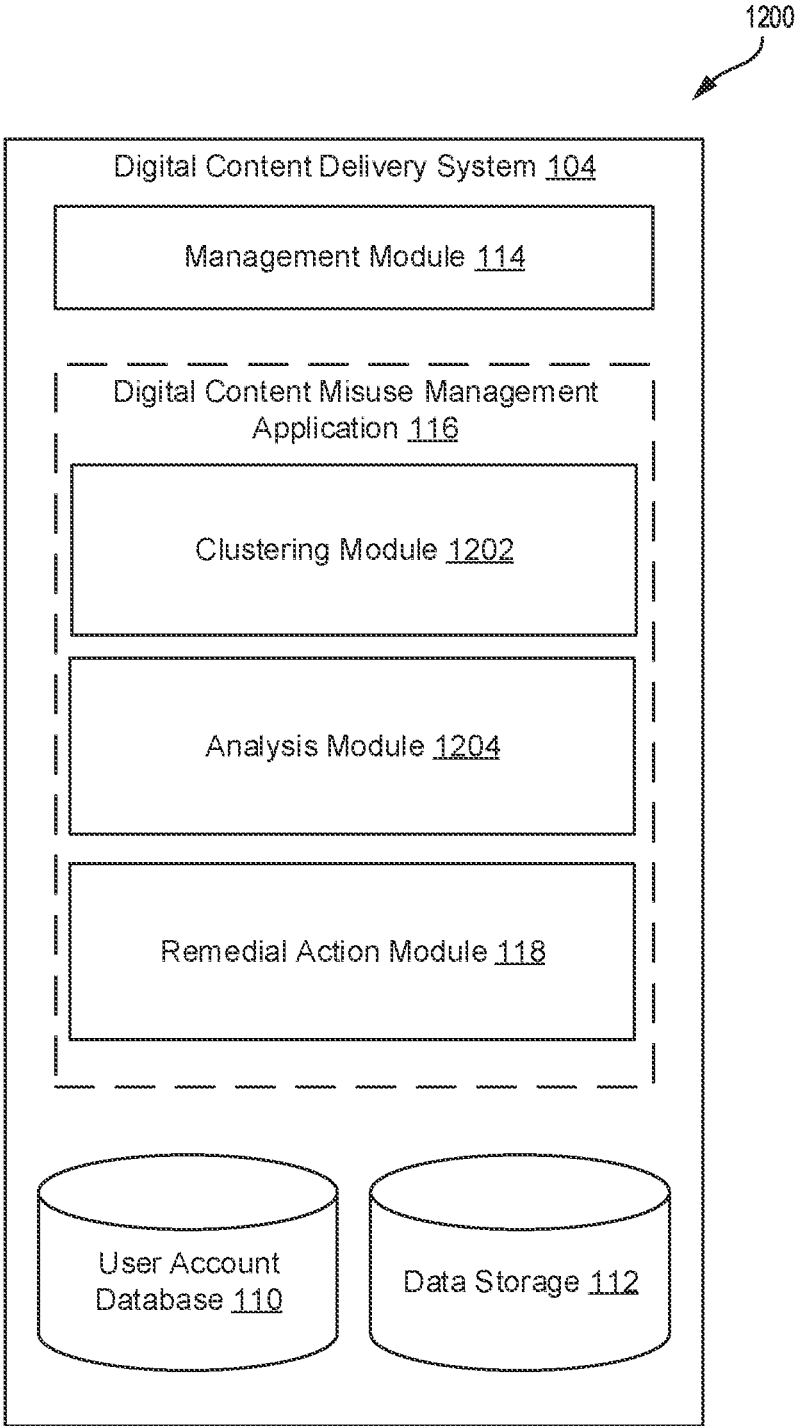 1200
Digital Content Delivery System 104
Management Module 114
Digital Content Misuse Management
Application 116
Clustering Module 1202
Analysis Module 1204
Remedial Action Module 118
User Account
Database 110
Data Storage 112